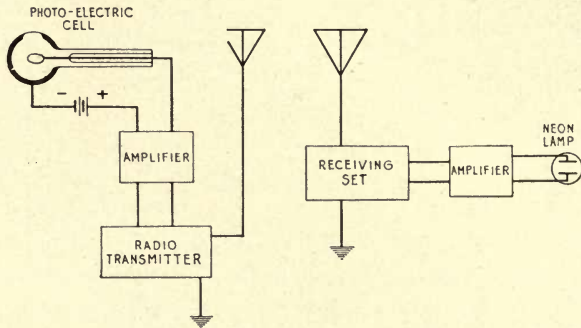 PHOTO-ELECTRIC
CELL
- +
AMPLIFIER
RADIO
TRANSMITTER
RECEIVING
SET
AMPLIFIER
NEON
LAMP